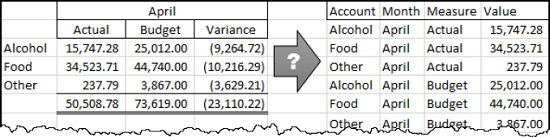 April
Actual Budget Variance
Alcohol 15,747.28 25,012.00 (9,264.72)
Food 34,523.71 44,740.00 (10,216.29)
Other 237.79 3,867.00 (3,629.21)
50,508.78 73,619.00 (23,110.22)
?
Account Month Measure Value
Alcohol April Actual 15,747.28
Food April Actual 34,523.71
Other April Actual 237.79
Alcohol April Budget 25,012.00
Food April Budget 44,740.00
Other April Budget 3,867.00